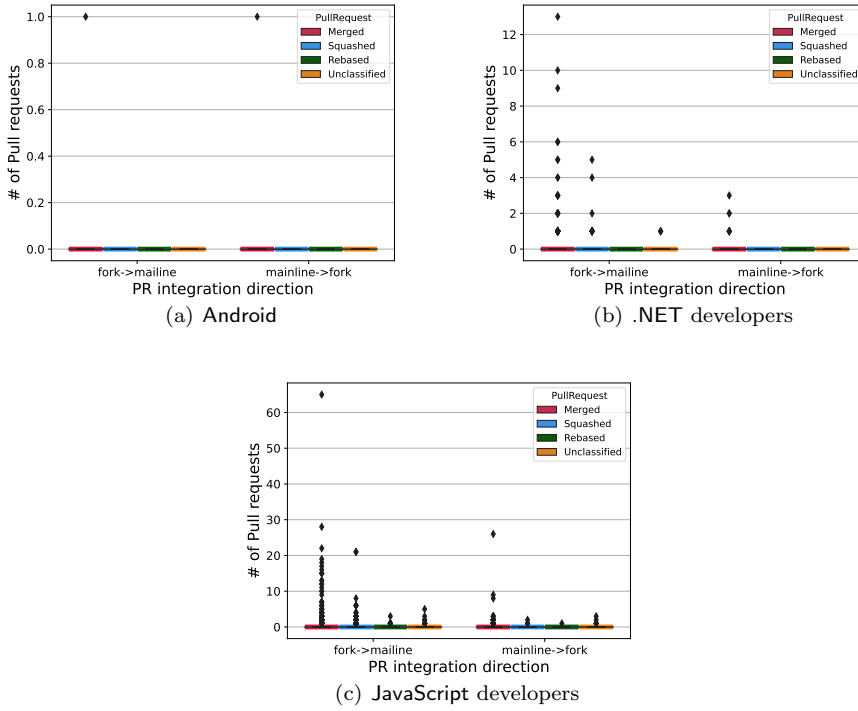 PullRequest
Merged
Squashed
Rebased
Unclassified
# of Pull requests
1.0
0.8
0.6
0.4
0.2
0.0
fork->mailine
mainline->fork
PR integration direction
(a) Android
PullRequest
Merged
Squashed
Rebased
Unclassified
# of Pull requests
12
10
8
6
4
2
0
fork->mailine
mainline->fork
PR integration direction
(b) .NET developers
PullRequest
Merged
Squashed
Rebased
Unclassified
# of Pull requests
60
50
40
30
20
10
0
fork->mailine
mainline->fork
PR integration direction
(c) JavaScript developers